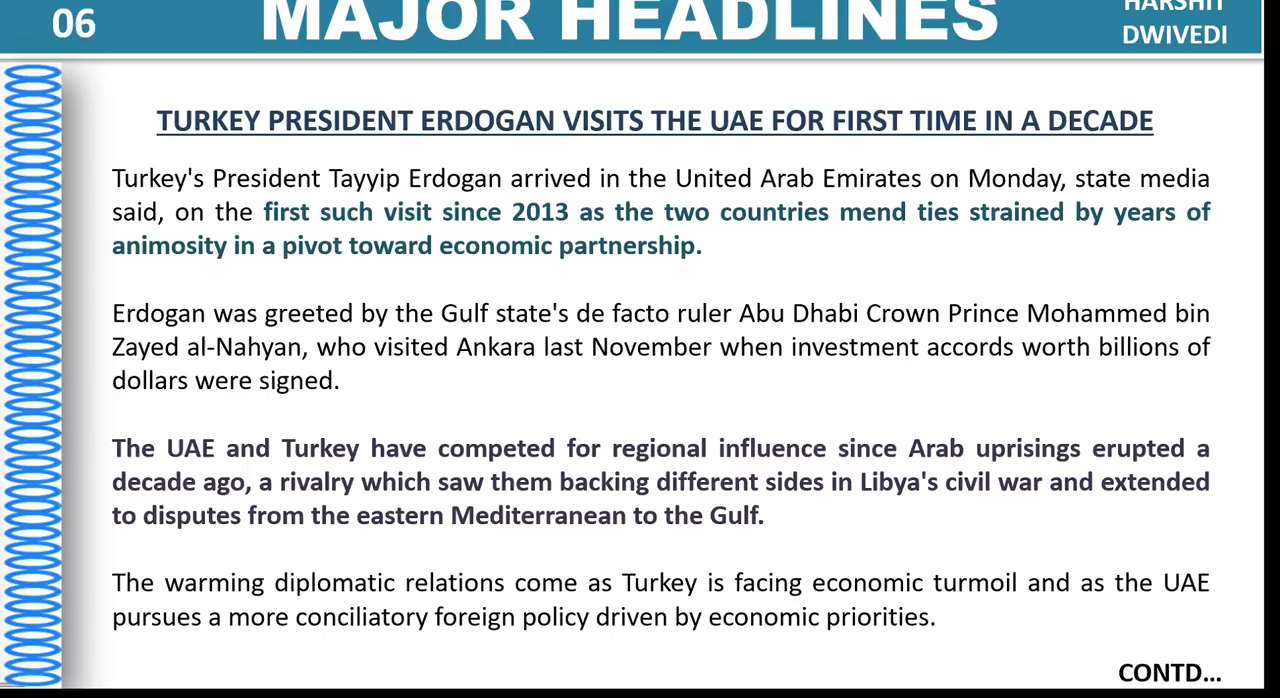 06
MAJOR HEADLINES
HARSHIT
DWIVEDI
TURKEY PRESIDENT ERDOGAN VISITS THE UAE FOR FIRST TIME IN A DECADE
Turkey's President Tayyip Erdogan arrived in the United Arab Emirates on Monday, state media
said, on the first such visit since 2013 as the two countries mend ties strained by years of
animosity in a pivot toward economic partnership.
Erdogan was greeted by the Gulf state's de facto ruler Abu Dhabi Crown Prince Mohammed bin
Zayed al-Nahyan, who visited Ankara last November when investment accords worth billions of
dollars were signed.
The UAE and Turkey have competed for regional influence since Arab uprisings erupted a
decade ago, a rivalry which saw them backing different sides in Libya's civil war and extended
to disputes from the eastern Mediterranean to the Gulf.
The warming diplomatic relations come as Turkey is facing economic turmoil and as the UAE
pursues a more conciliatory foreign policy driven by economic priorities.
CONTD...